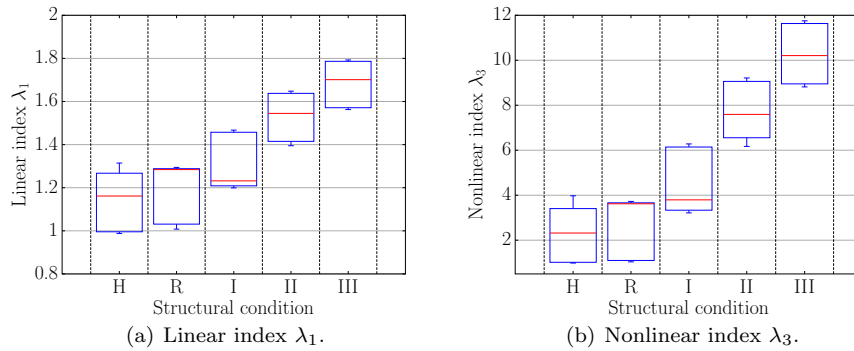 2
1.8
1.6
1.4
1.2
1
0.8
Linear index λ₁
H R I II III
Structural condition
(a) Linear index λ₁.
12
10
8
6
4
2
Nonlinear index λ₃
H R I II III
Structural condition
(b) Nonlinear index λ₃.